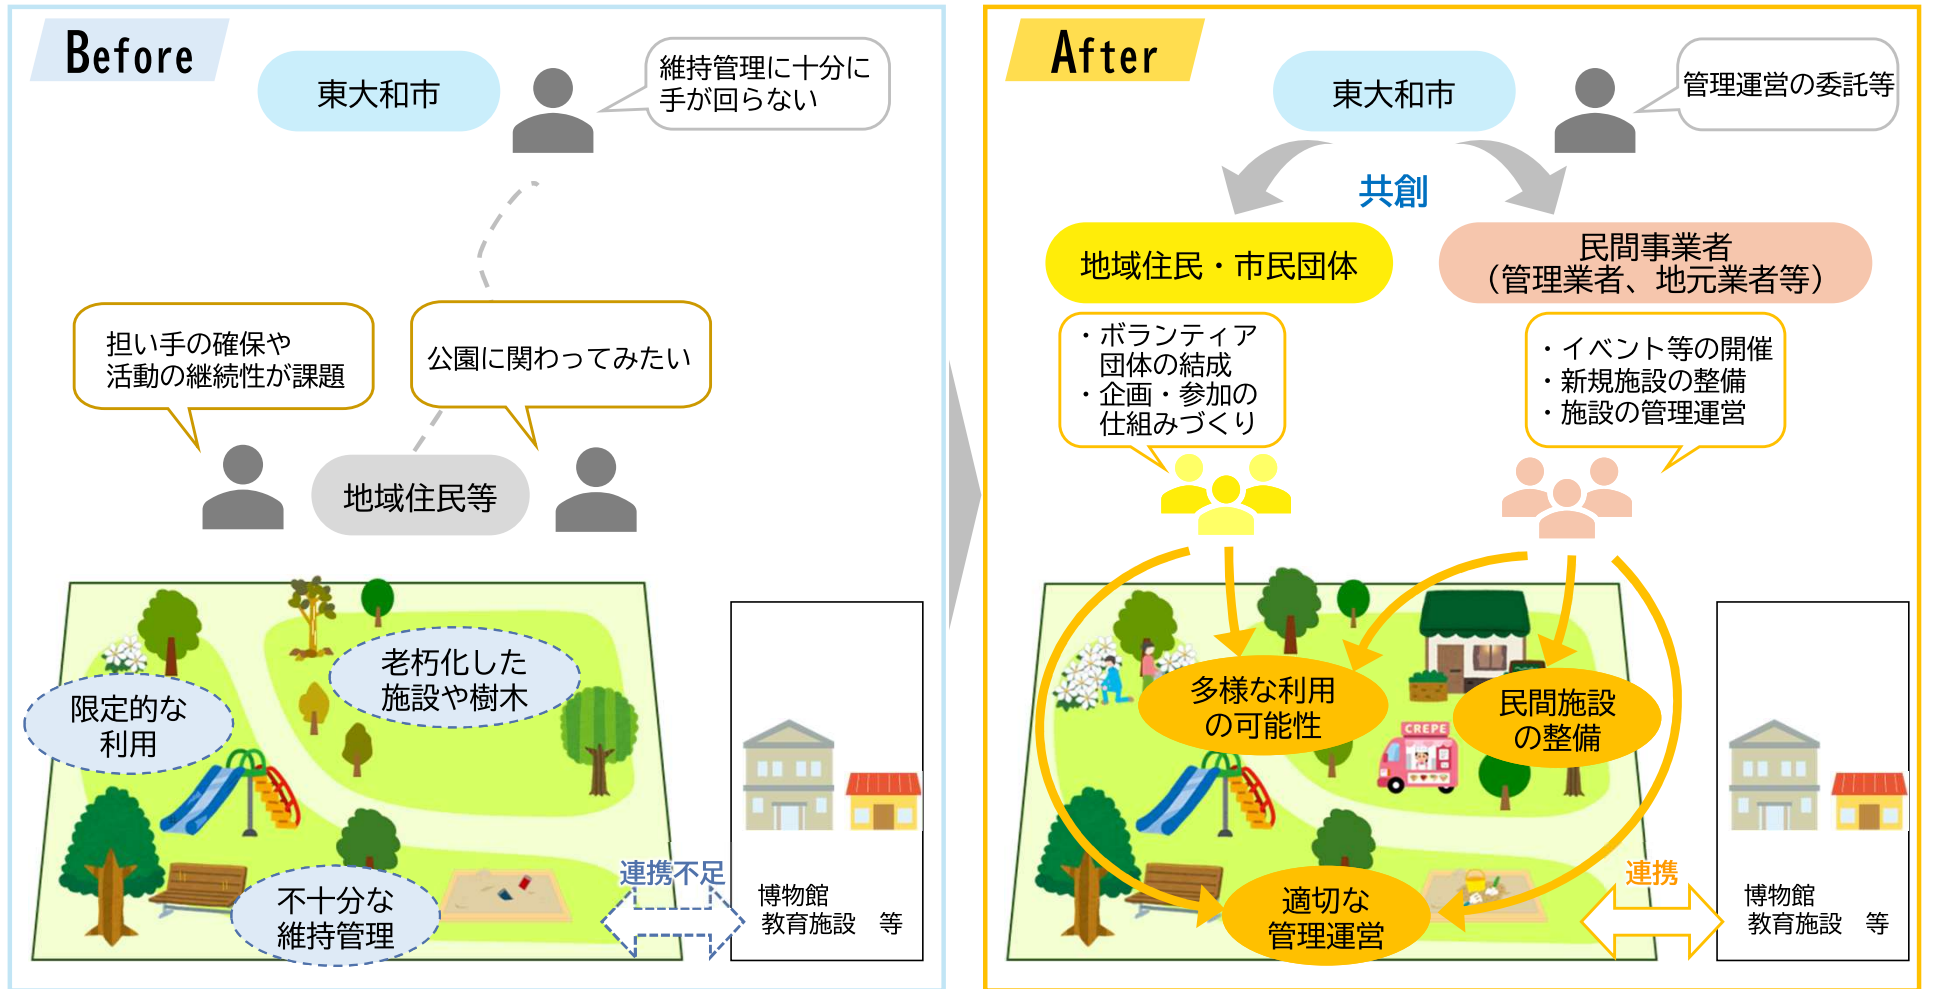 Before
東大和市
維持管理に十分に
手が回らない
担い手の確保や
活動の継続性が課題
公園に関わってみたい
地域住民等
老朽化した
施設や樹木
限定的な
利用
不十分な
維持管理
連携不足
博物館
教育施設　等
After
東大和市
管理運営の委託等
共創
地域住民・市民団体
民間事業者
（管理業者、地元業者等）
・ボランティア
団体の結成
・企画・参加の
仕組みづくり
・イベント等の開催
・新規施設の整備
・施設の管理運営
多様な利用
の可能性
民間施設
の整備
CREPE
適切な
管理運営
連携
博物館
教育施設　等